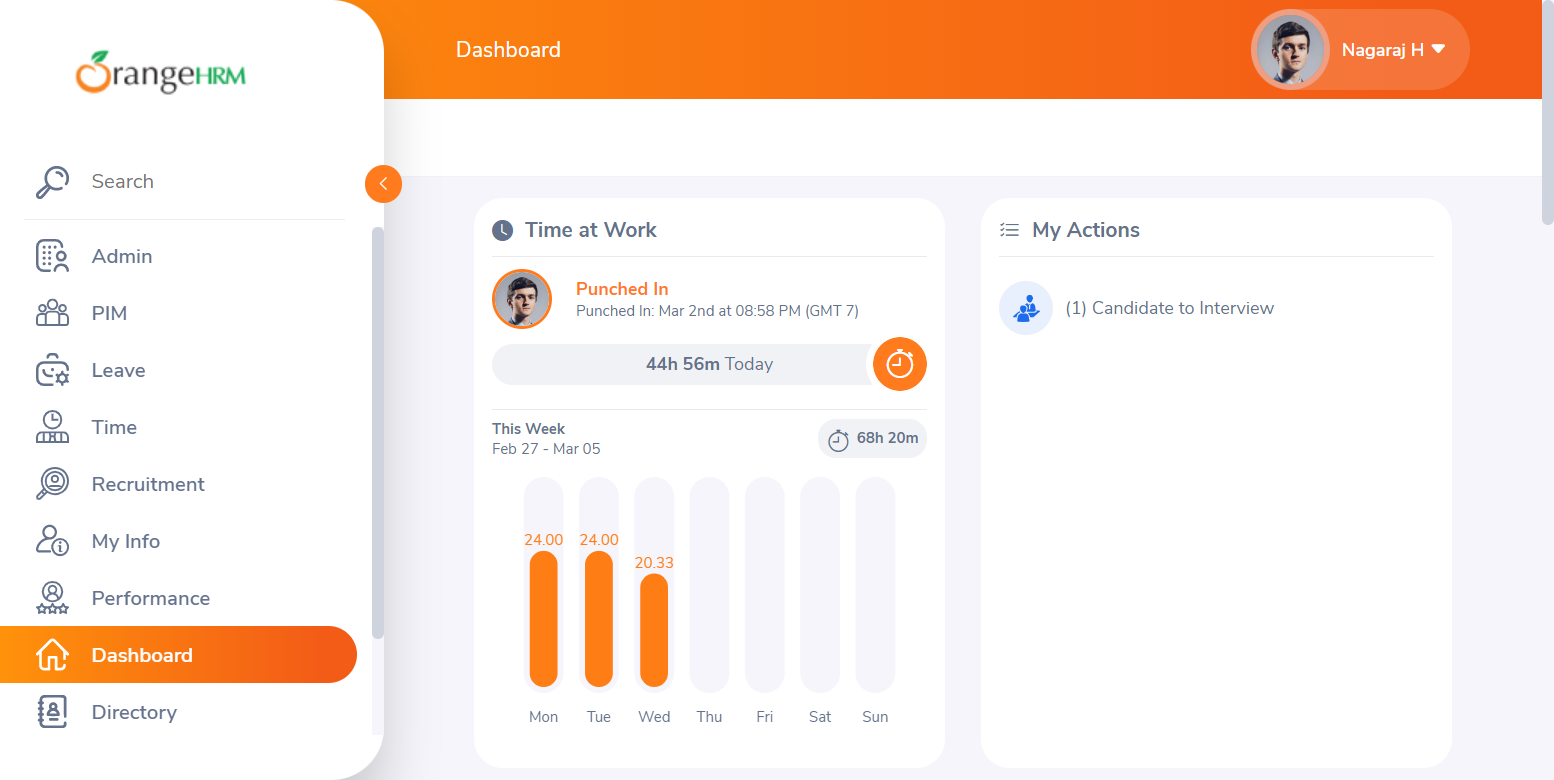 OrangeHRM
Search
Admin
PIM
Leave
Time
Recruitment
My Info
Performance
Dashboard
Directory
Dashboard
Nagaraj H
Time at Work
Punched In
Punched In: Mar 2nd at 08:58 PM (GMT 7)
44h 56m Today
This Week
Feb 27 - Mar 05
68h 20m
24.00 24.00 20.33
Mon Tue Wed Thu Fri Sat Sun
My Actions
(1) Candidate to Interview